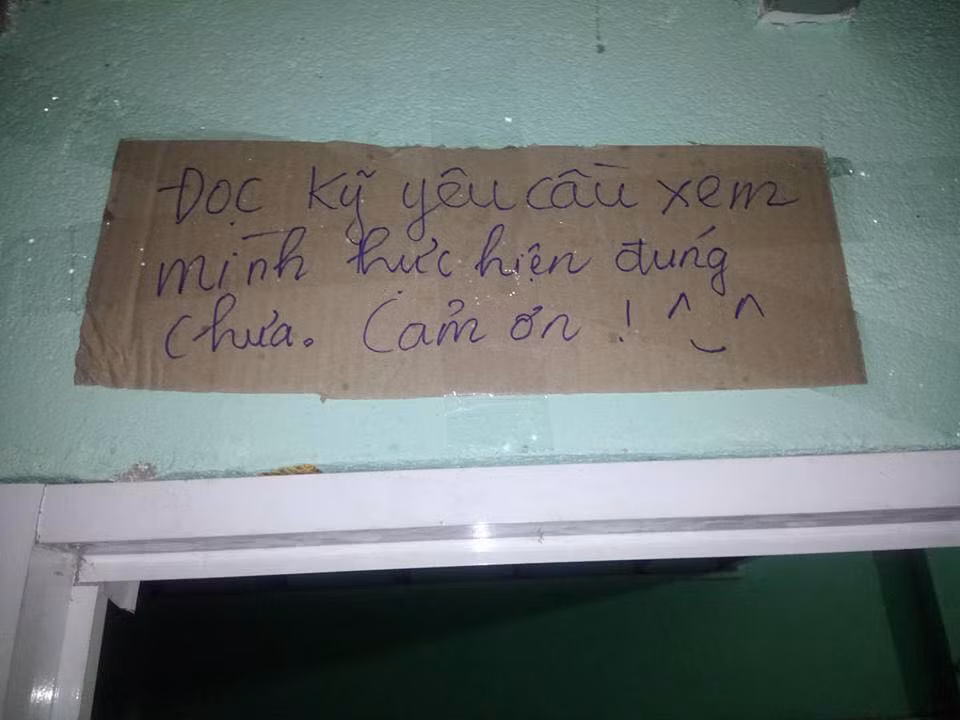 Đọc kỹ yêu cầu xem
mình thực hiện đúng
chưa. Cảm ơn ! ^‿^